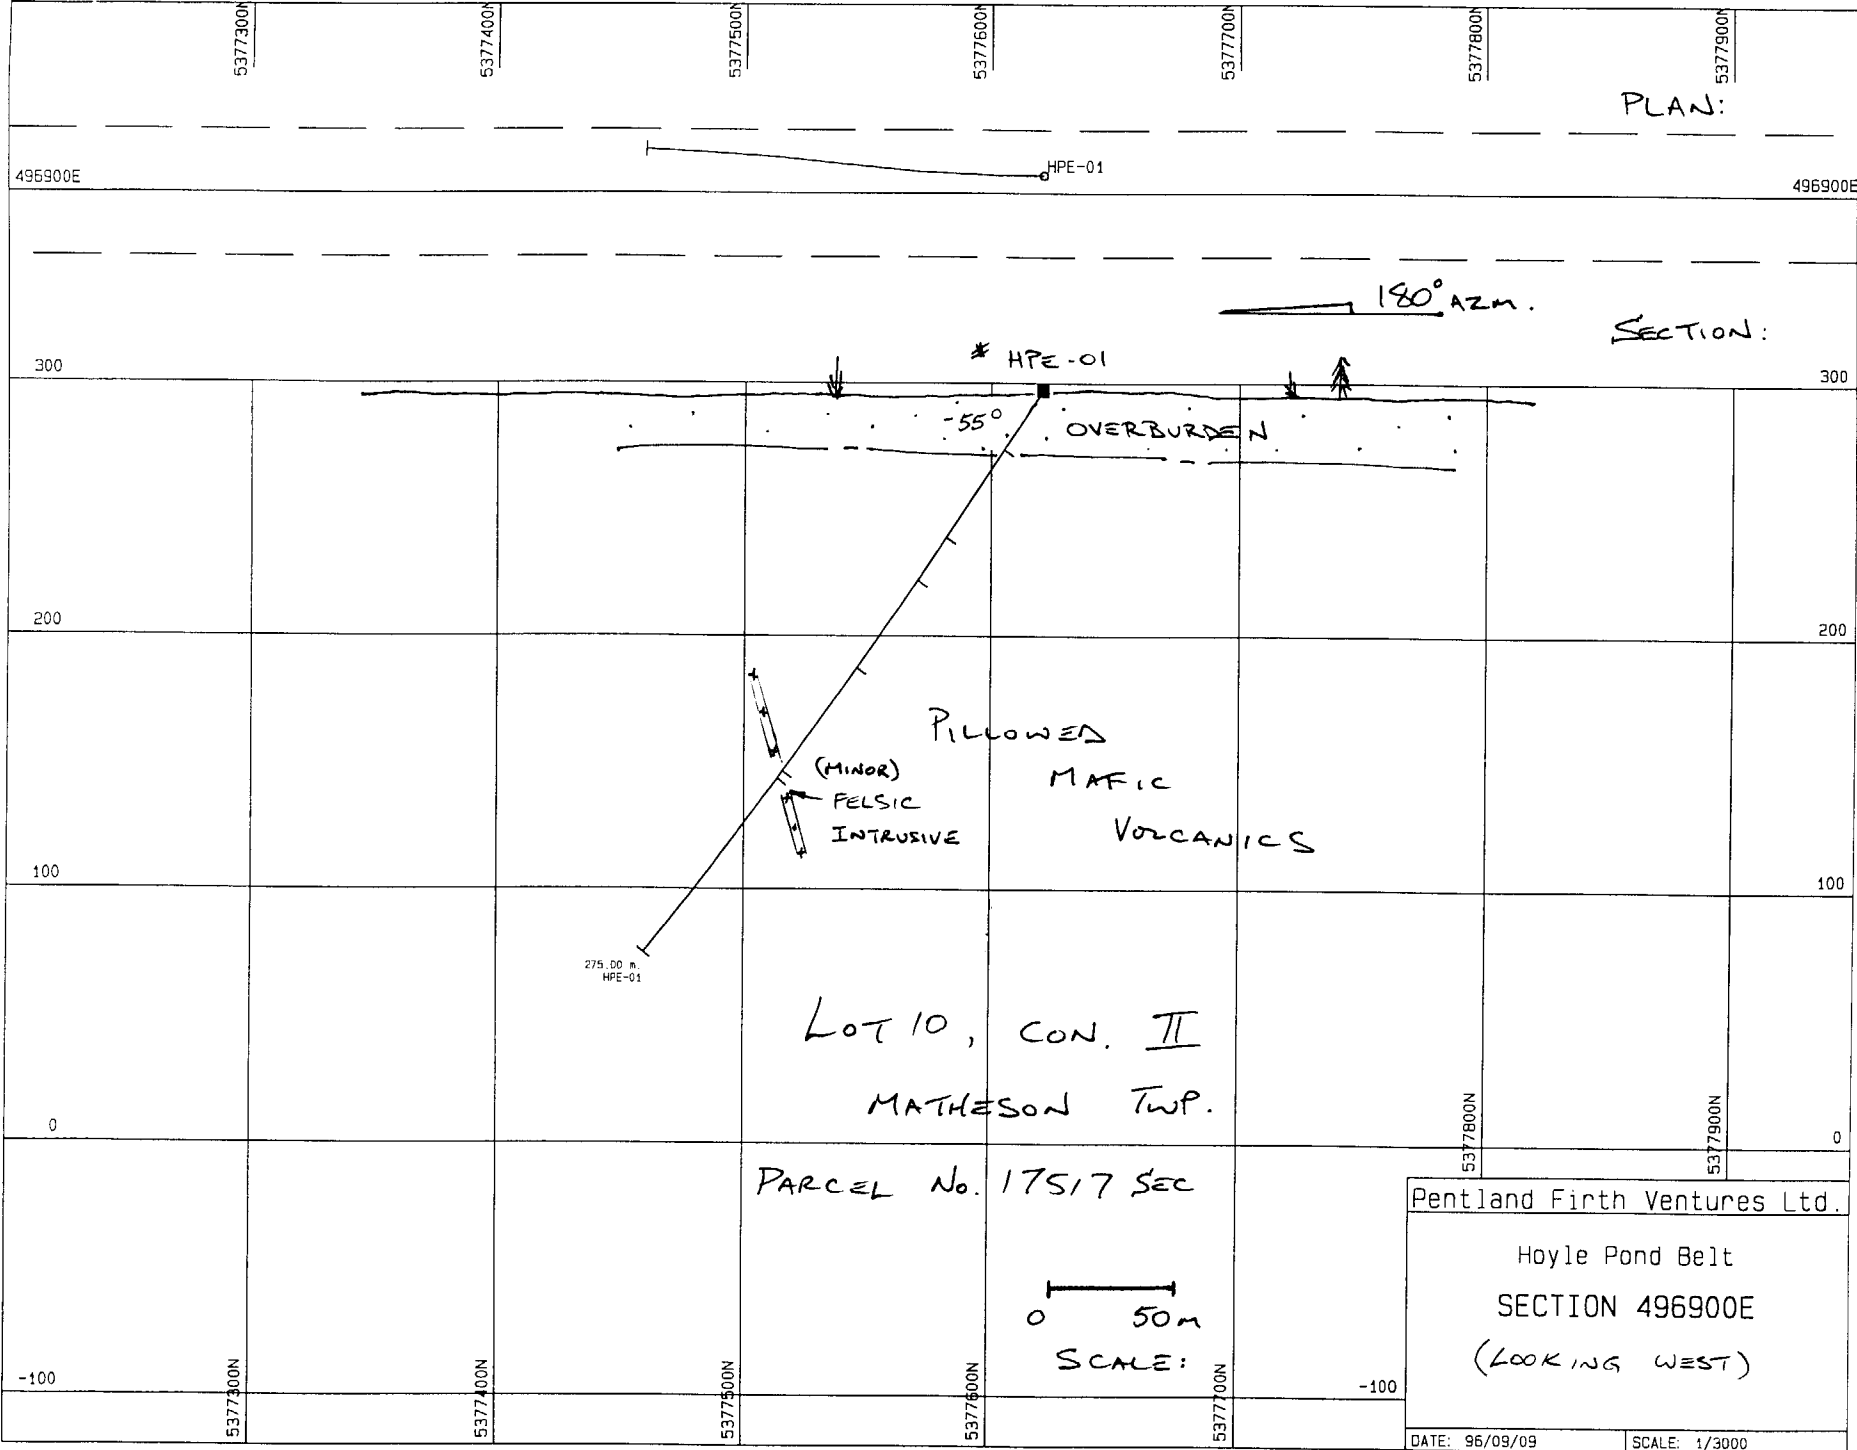 5377300N
5377400N
5377500N
5377600N
5377700N
5377800N
5377900N
PLAN:
HPE-01
496900E
496900E
180° AZM.
SECTION:
* HPE-01
300
300
-55°
OVERBURDEN
200
200
PILLOWED
MAFIC
VOLCANICS
(MINOR)
FELSIC
INTRUSIVE
100
100
275.00 m.
HPE-01
LOT 10, CON. II
MATHESON TWP.
0
0
5377800N
5377900N
PARCEL No. 17517 SEC
0 50m
SCALE:
-100
-100
5377300N
5377400N
5377500N
5377600N
5377700N
Pentland Firth Ventures Ltd.
Hoyle Pond Belt
SECTION 496900E
(LOOKING WEST)
DATE: 96/09/09
SCALE: 1/3000